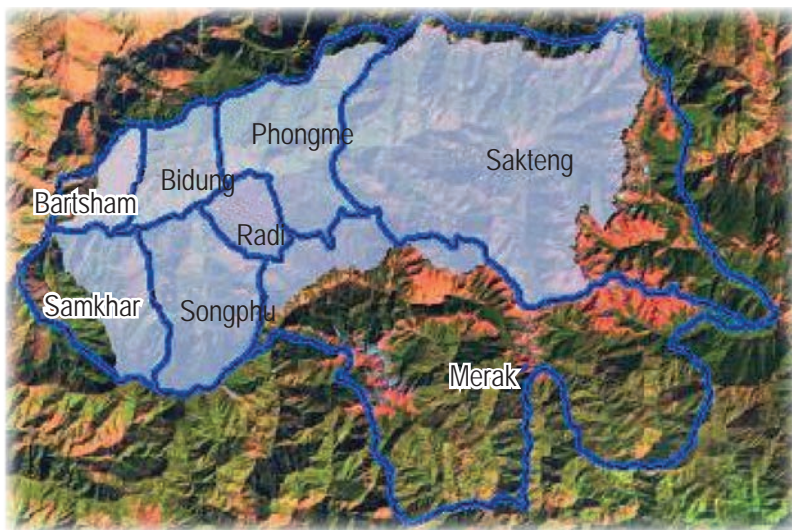 Phongme
Sakteng
Bidung
Bartsham
Radi
Samkhar
Songphu
Merak